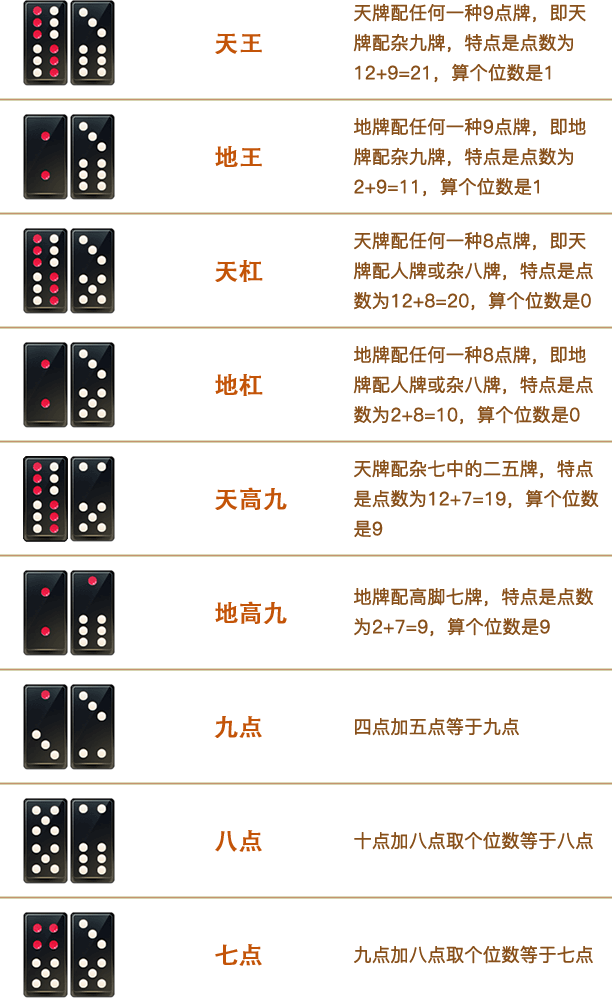 天王
天牌配任何一种9点牌，即天
牌配杂九牌，特点是点数为
12+9=21，算个位数是1
地王
地牌配任何一种9点牌，即地
牌配杂九牌，特点是点数为
2+9=11，算个位数是1
天杠
天牌配任何一种8点牌，即天
牌配人牌或杂八牌，特点是点
数为12+8=20，算个位数是0
地杠
地牌配任何一种8点牌，即地
牌配人牌或杂八牌，特点是点
数为2+8=10，算个位数是0
天高九
天牌配杂七中的二五牌，特点
是点数为12+7=19，算个位数
是9
地高九
地牌配高脚七牌，特点是点数
为2+7=9，算个位数是9
九点
四点加五点等于九点
八点
十点加八点取个位数等于八点
七点
九点加八点取个位数等于七点